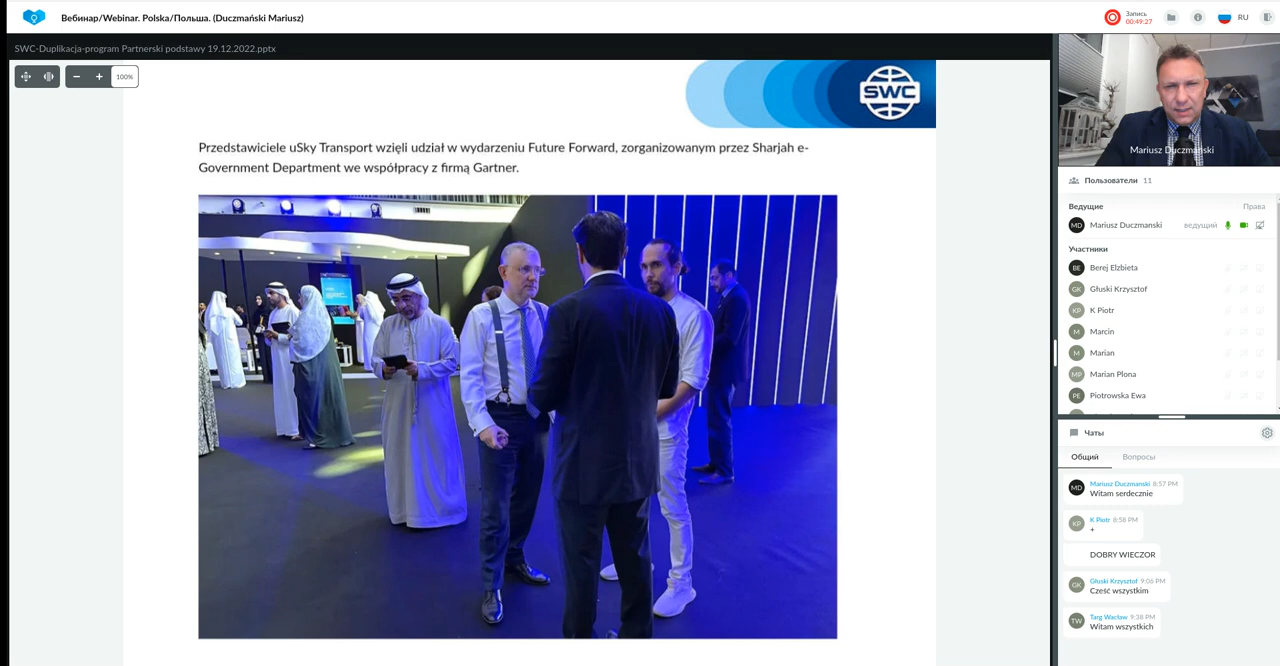 Вебинар/Webinar. Polska/Польша. (Duczmański Mariusz)
Запись
00:49:27
RU
SWC-Duplikacja-program Partnerski podstawy 19.12.2022.pptx
100%
SWC
Przedstawiciele uSky Transport wzięli udział w wydarzeniu Future Forward, zorganizowanym przez Sharjah e-
Government Department we współpracy z firmą Gartner.
Mariusz Duczmański
Пользователи 11
Ведущие Права
MD Mariusz Duczmanski ведущий
Участники
BE Berej Elzbieta
GK Głuski Krzysztof
KP K Piotr
M Marcin
M Marian
MP Marian Plona
PE Piotrowska Ewa
Чаты
Общий Вопросы
MD Mariusz Duczmanski 8:57 PM
Witam serdecznie
KP K Piotr 8:58 PM
+
DOBRY WIECZOR
GK Głuski Krzysztof 9:06 PM
Cześć wszystkim
TW Targ Wacław 9:38 PM
Witam wszystkich